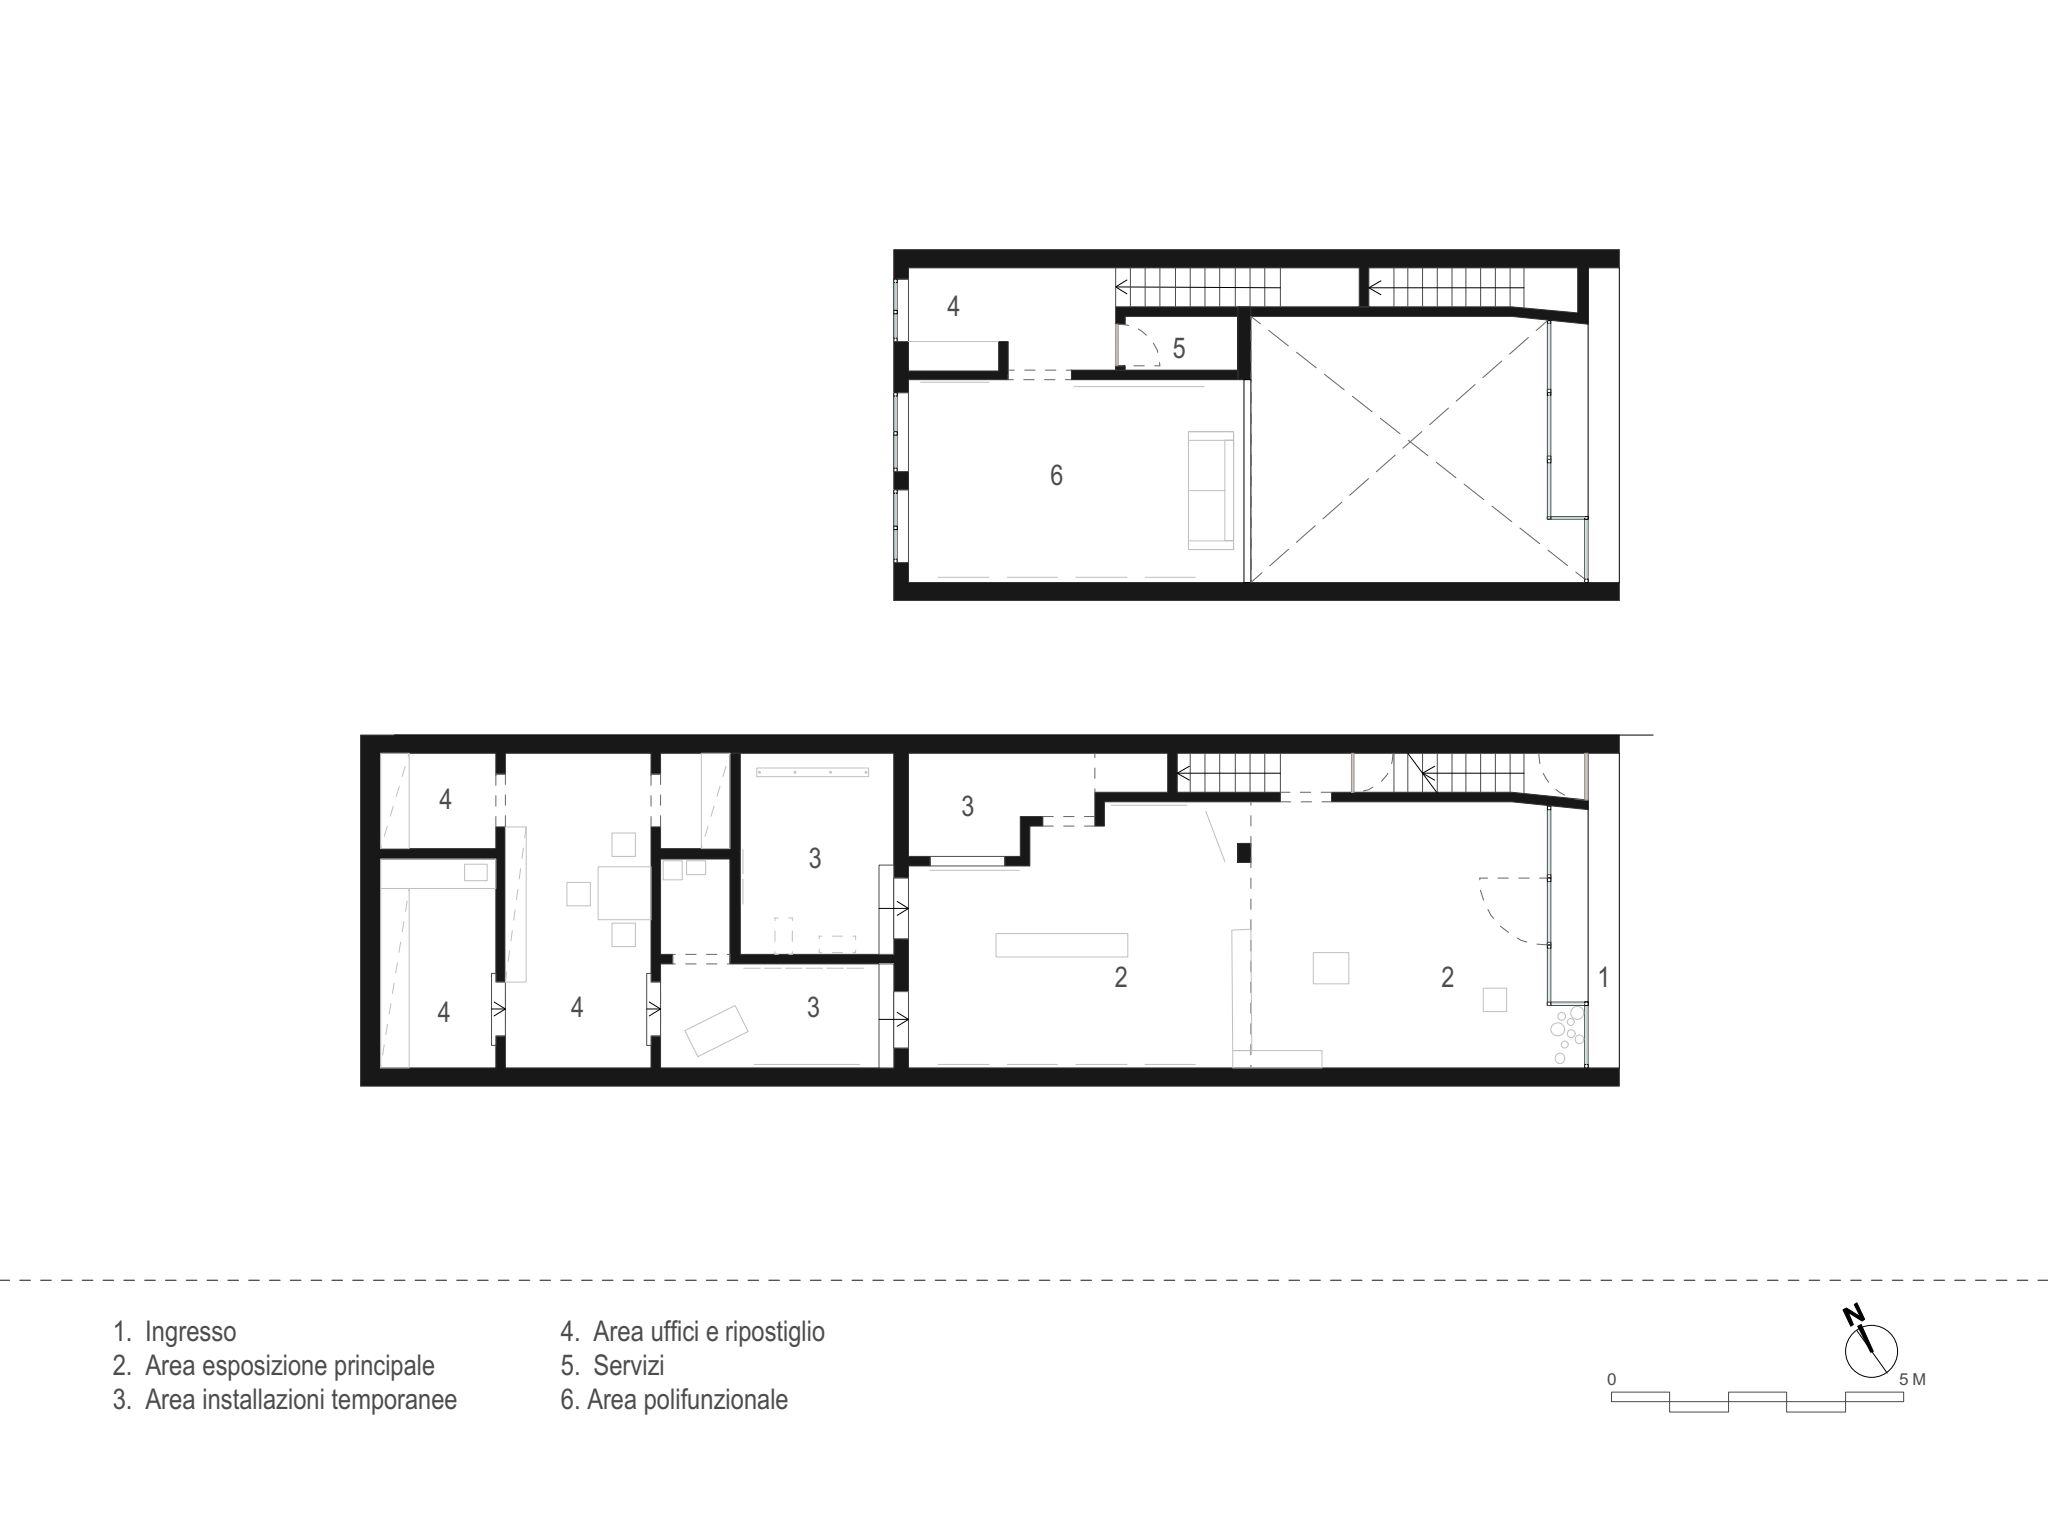 4
5
6
4
3
3
4
4
3
2
2
1
1. Ingresso
2. Area esposizione principale
3. Area installazioni temporanee
4. Area uffici e ripostiglio
5. Servizi
6. Area polifunzionale
N
0 5 M